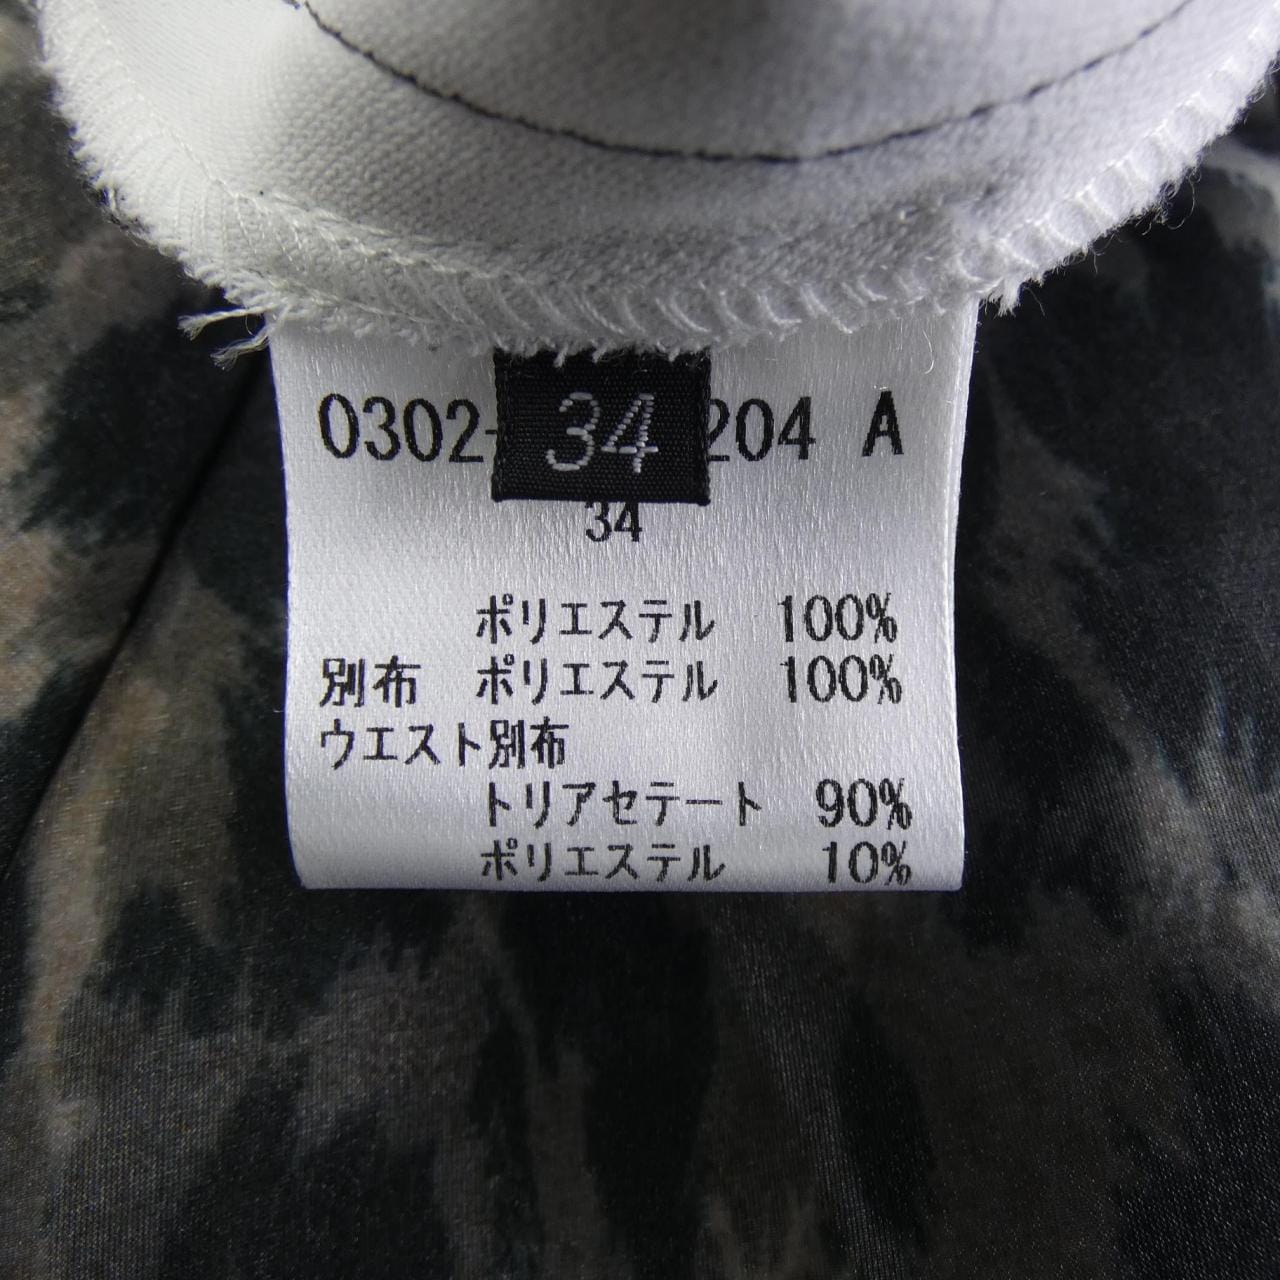 0302- 204 A
34
34
ポリエステル 100%
別布 ポリエステル 100%
ウエスト別布
トリアセテート 90%
ポリエステル 10%